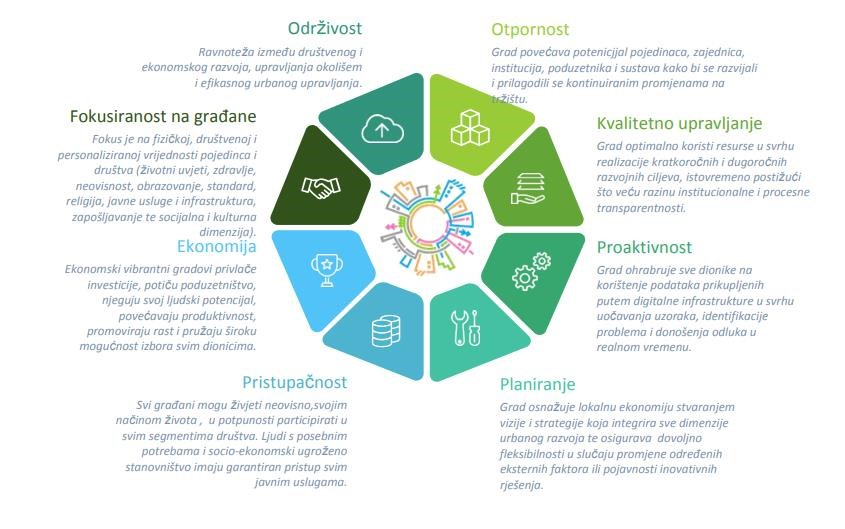 Održivost
Ravnoteža između društvenog i
ekonomskog razvoja, upravljanja okolišem
i efikasnog urbanog upravljanja.
Otpornost
Grad povećava potenicjjal pojedinaca, zajednica,
institucija, poduzetnika i sustava kako bi se razvijali
i prilagodili se kontinuiranim promjenama na
tržištu.
Fokusiranost na građane
Fokus je na fizičkoj, društvenoj i
personaliziranoj vrijednosti pojedinca i
društva (životni uvjeti, zdravlje,
neovisnost, obrazovanje, standard,
religija, javne usluge i infrastruktura,
zapošljavanje te socijalna i kulturna
dimenzija).
Kvalitetno upravljanje
Grad optimalno koristi resurse u svrhu
realizacije kratkoročnih i dugoročnih
razvojnih ciljeva, istovremeno postižući
što veću razinu institucionalne i procesne
transparentnosti.
Ekonomija
Ekonomski vibrantni gradovi privlače
investicije, potiču poduzetništvo,
njeguju svoj ljudski potencijal,
povećavaju produktivnost,
promoviraju rast i pružaju široku
mogućnost izbora svim dionicima.
Proaktivnost
Grad ohrabruje sve dionike na
korištenje podataka prikupljenih
putem digitalne infrastrukture u svrhu
uočavanja uzoraka, identifikacije
problema i donošenja odluka u
realnom vremenu.
Pristupačnost
Svi građani mogu živjeti neovisno,svojim
načinom života , u potpunosti participirati u
svim segmentima društva. Ljudi s posebnim
potrebama i socio-ekonomski ugroženo
stanovništvo imaju garantiran pristup svim
javnim uslugama.
Planiranje
Grad osnažuje lokalnu ekonomiju stvaranjem
vizije i strategije koja integrira sve dimenzije
urbanog razvoja te osigurava dovoljno
fleksibilnosti u slučaju promjene određenih
eksternih faktora ili pojavnosti inovativnih
rješenja.